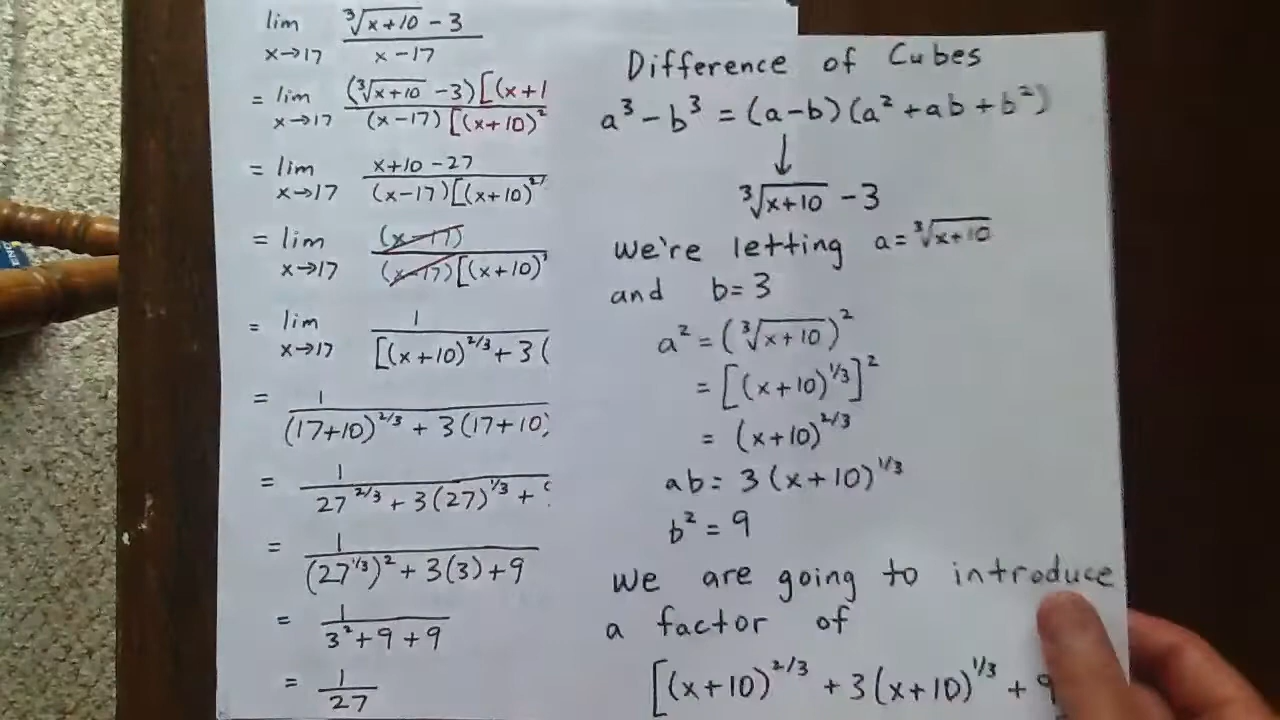 lim x→17 (∛(x+10) - 3) / (x-17)
= lim x→17 (∛(x+10) - 3)[(x+1 / (x-17)[(x+10)²
= lim x→17 (x+10-27) / (x-17)[(x+10)²ᐟ
= lim x→17 (x-17) / (x-17)[(x+10)
= lim x→17 1 / [(x+10)^2/3 + 3(
= 1 / (17+10)^2/3 + 3(17+10)
= 1 / 27^2/3 + 3(27)^1/3 +
= 1 / (27^1/3)² + 3(3) + 9
= 1 / 3² + 9 + 9
= 1/27
Difference of Cubes
a³ - b³ = (a-b)(a² + ab + b²)
↓
∛(x+10) - 3
we're letting a = ∛(x+10)
and b = 3
a² = (∛(x+10))²
= [(x+10)^1/3]²
= (x+10)^2/3
ab = 3(x+10)^1/3
b² = 9
we are going to introduce
a factor of
[(x+10)^2/3 + 3(x+10)^1/3 + 9